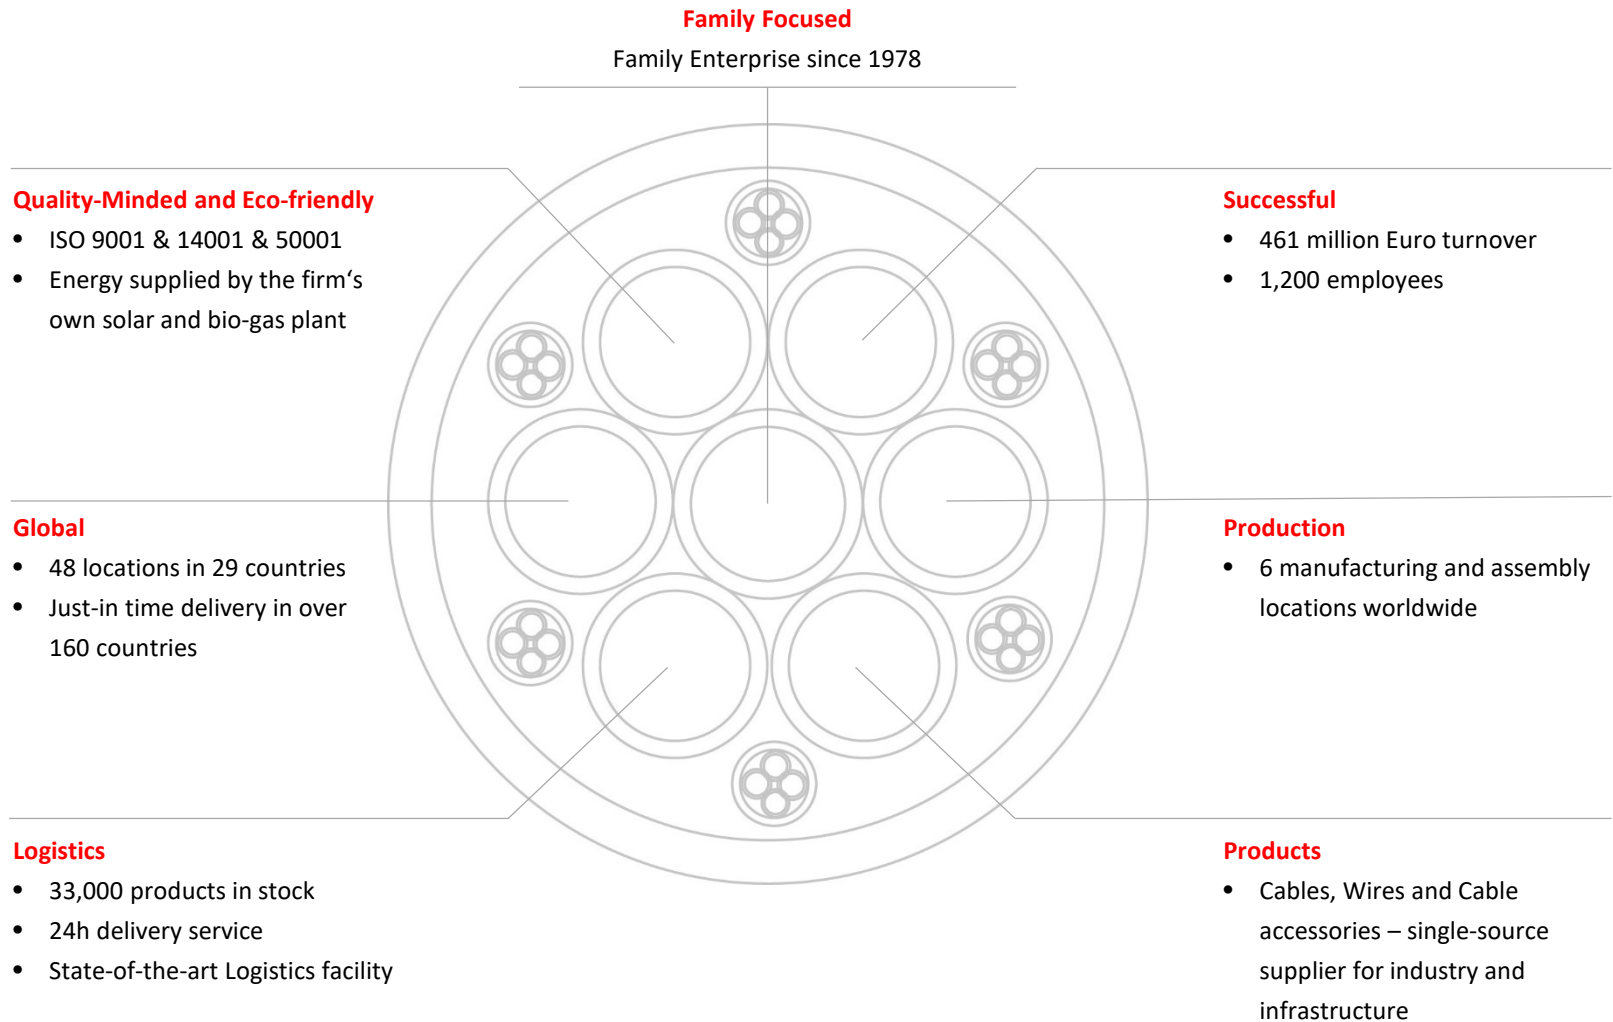 Family Focused
Family Enterprise since 1978
Quality-Minded and Eco-friendly
• ISO 9001 & 14001 & 50001
• Energy supplied by the firm‘s
own solar and bio-gas plant
Successful
• 461 million Euro turnover
• 1,200 employees
Global
• 48 locations in 29 countries
• Just-in time delivery in over
160 countries
Production
• 6 manufacturing and assembly
locations worldwide
Logistics
• 33,000 products in stock
• 24h delivery service
• State-of-the-art Logistics facility
Products
• Cables, Wires and Cable
accessories – single-source
supplier for industry and
infrastructure